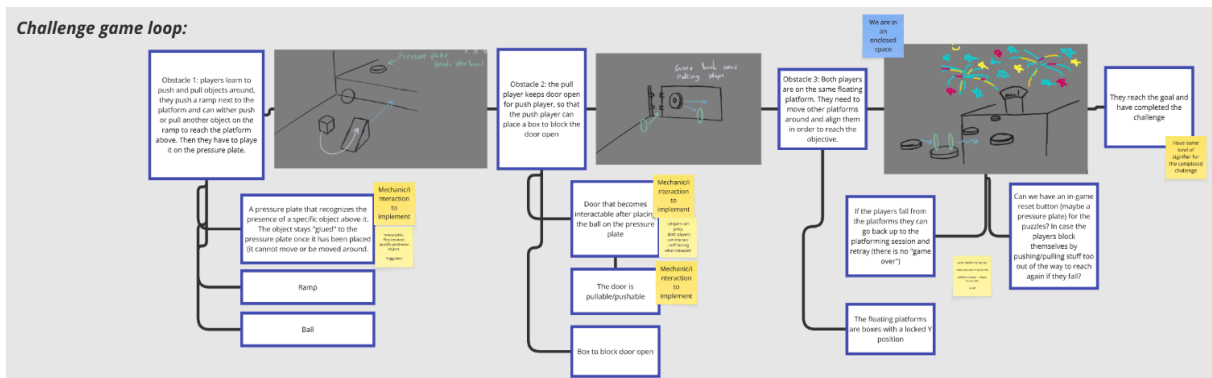 Challenge game loop:
Obstacle 1: players learn to
push and pull objects around,
they push a ramp next to the
platform and can wither push
or pull another object on the
ramp to reach the platform
above. Then they have to playe
it on the pressure plate.
Pressure plate
A pressure plate that recognizes the
presence of a specific object above it.
The object stays "glued" to the
pressure plate once it has been placed
(it cannot move or be moved around.
Mechanic/i
nteraction
to
implement
Ramp
Ball
Obstacle 2: the pull
player keeps door open
for push player, so that
the push player can
place a box to block the
door open
Goes back once
pulling stops
Door that becomes
interactable after placing
the ball on the pressure
plate
Mechanic/i
nteraction
to
implement
The door is
pullable/pushable
Mechanic/i
nteraction
to
implement
Box to block door open
We are in
an
enclosed
space
Obstacle 3: Both players
are on the same floating
platform. They need to
move other platforms
around and align them
in order to reach the
objective.
If the players fall from
the platforms they can
go back up to the
platforming session and
retray (there is no "game
over")
The floating platforms
are boxes with a locked Y
position
Can we have an in-game
reset button (maybe a
pressure plate) for the
puzzles? In case the
players block
themselves by
pushing/pulling stuff too
out of the way to reach
again if they fall?
They reach the goal and
have completed the
challenge
Have some
kind of
signifier for
the completed
challenge